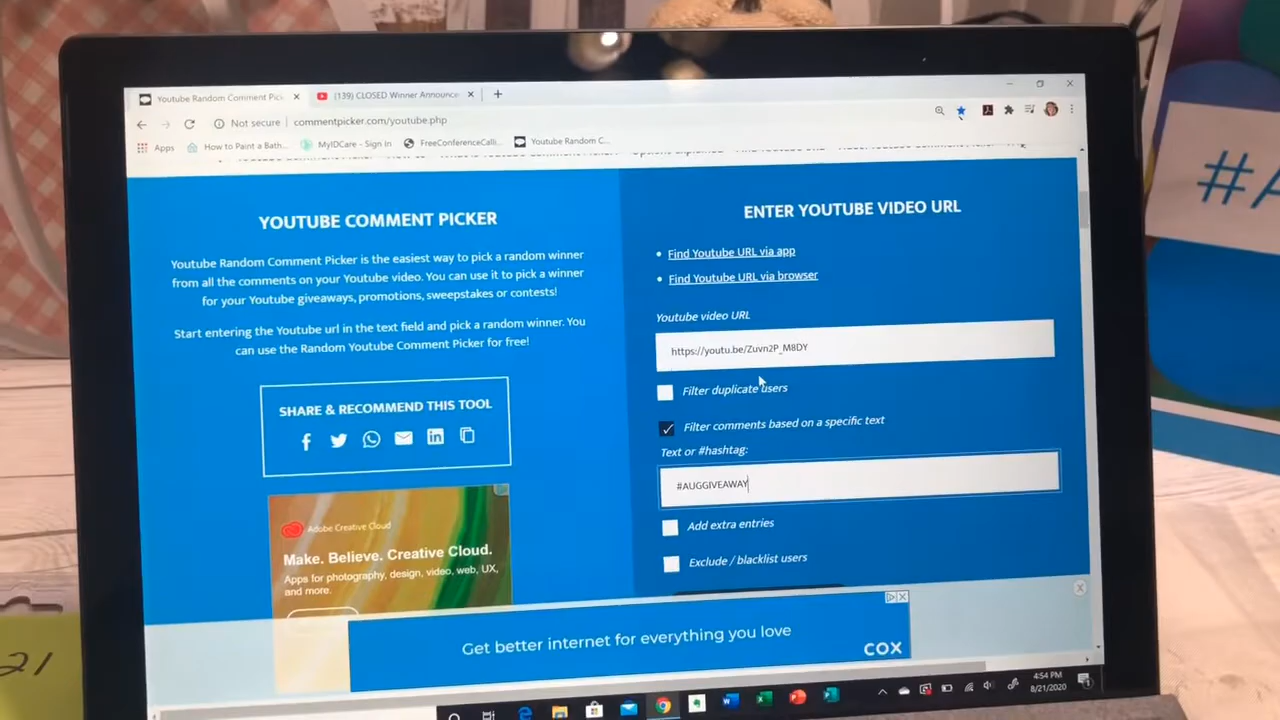 Youtube Random Comment Pick
(139) CLOSED Winner Announce
Not secure
commentpicker.com/youtube.php
Apps
How to Paint a Bath...
MyIDCare - Sign In
FreeConferenceCalli...
Youtube Random C...
YOUTUBE COMMENT PICKER
Youtube Random Comment Picker is the easiest way to pick a random winner
from all the comments on your Youtube video. You can use it to pick a winner
for your Youtube giveaways, promotions, sweepstakes or contests!
Start entering the Youtube url in the text field and pick a random winner. You
can use the Random Youtube Comment Picker for free!
SHARE & RECOMMEND THIS TOOL
Adobe Creative Cloud
Make. Believe. Creative Cloud.
Apps for photography, design, video, web, UX,
and more.
ENTER YOUTUBE VIDEO URL
Find Youtube URL via app
Find Youtube URL via browser
Youtube video URL
https://youtu.be/Zuvn2P_M8DY
Filter duplicate users
Filter comments based on a specific text
Text or #hashtag:
#AUGGIVEAWAY
Add extra entries
Exclude / blacklist users
Get better internet for everything you love
COX
4:54 PM
8/21/2020
21
#A